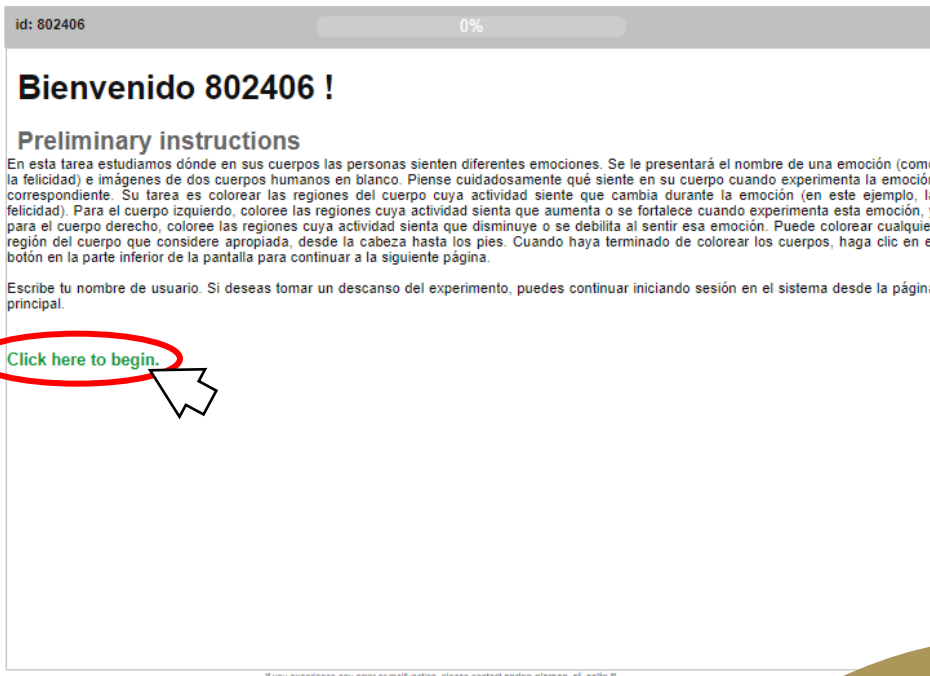 id: 802406
0%
Bienvenido 802406 !
Preliminary instructions
En esta tarea estudiamos dónde en sus cuerpos las personas sienten diferentes emociones. Se le presentará el nombre de una emoción (como
la felicidad) e imágenes de dos cuerpos humanos en blanco. Piense cuidadosamente qué siente en su cuerpo cuando experimenta la emoción
correspondiente. Su tarea es colorear las regiones del cuerpo cuya actividad siente que cambia durante la emoción (en este ejemplo, la
felicidad). Para el cuerpo izquierdo, coloree las regiones cuya actividad sienta que aumenta o se fortalece cuando experimenta esta emoción, y
para el cuerpo derecho, coloree las regiones cuya actividad sienta que disminuye o se debilita al sentir esa emoción. Puede colorear cualquier
región del cuerpo que considere apropiada, desde la cabeza hasta los pies. Cuando haya terminado de colorear los cuerpos, haga clic en el
botón en la parte inferior de la pantalla para continuar a la siguiente página.
Escribe tu nombre de usuario. Si deseas tomar un descanso del experimento, puedes continuar iniciando sesión en el sistema desde la página
principal.
Click here to begin.